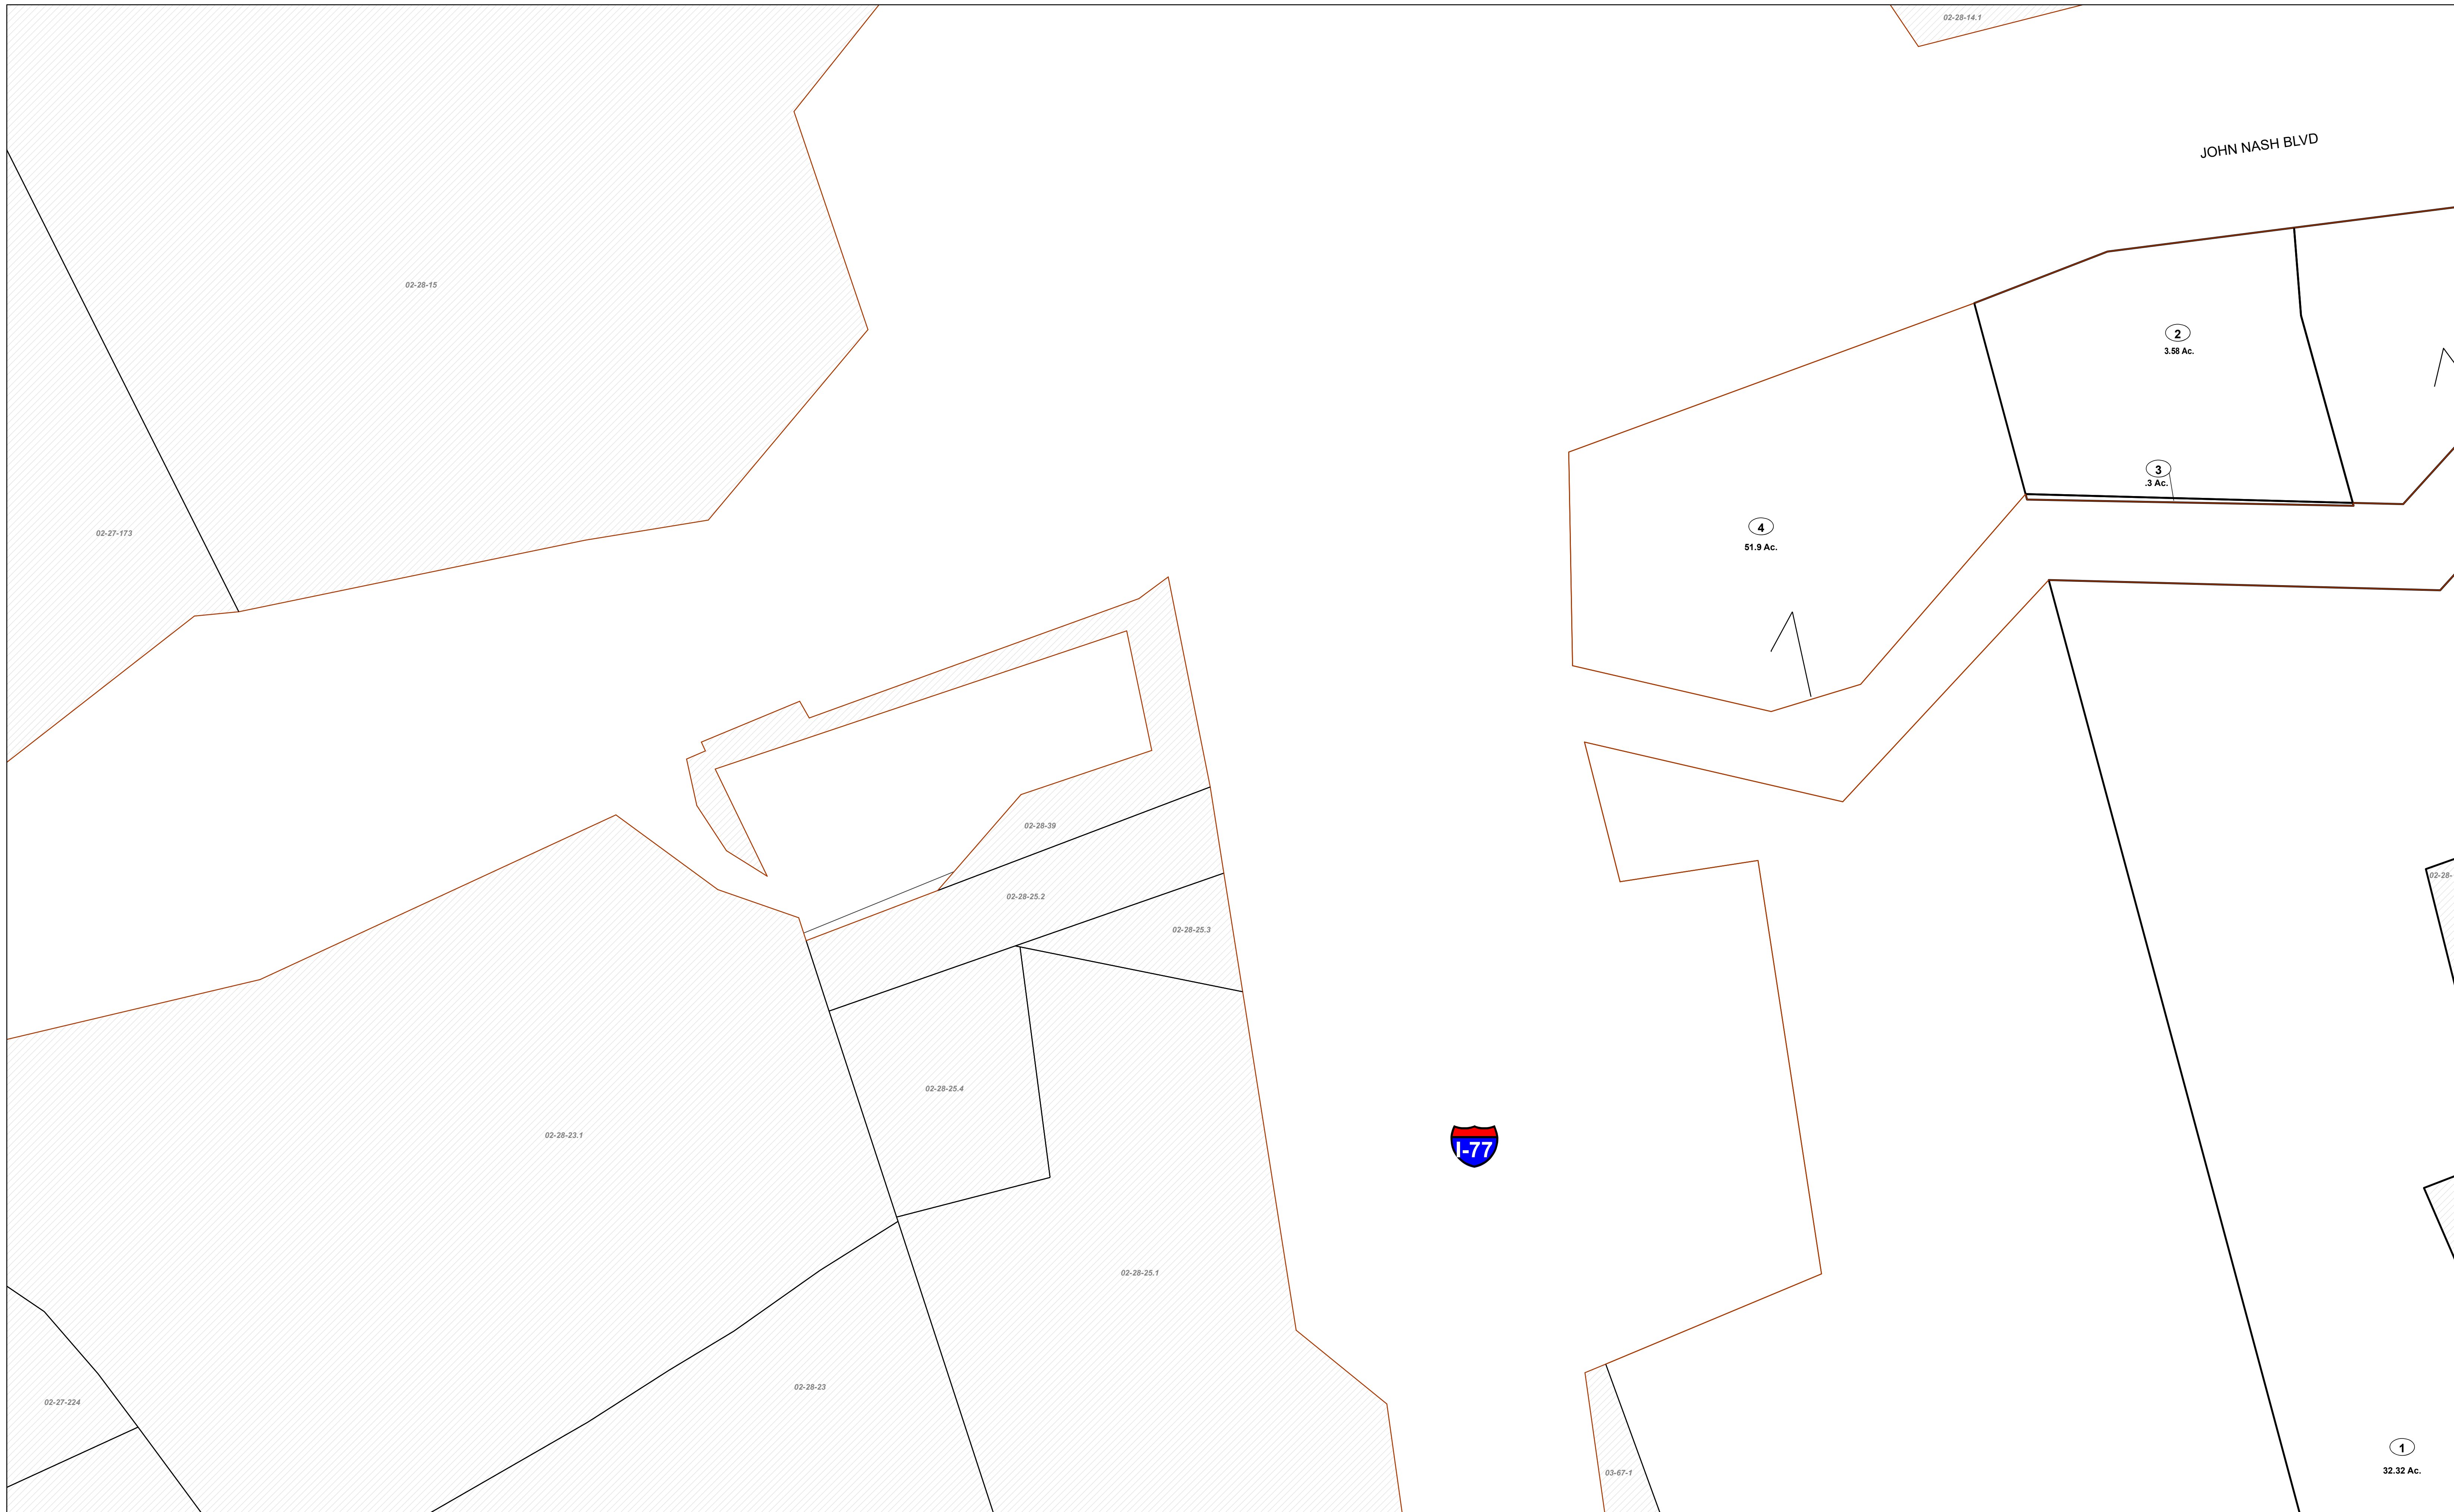 02-28-14.1
JOHN NASH BLVD
02-28-15
2
3.58 Ac.
3
.3 Ac.
02-27-173
4
51.9 Ac.
02-28-39
02-28-
02-28-25.2
02-28-25.3
02-28-25.4
02-28-23.1
I-77
02-28-25.1
02-28-23
02-27-224
1
32.32 Ac.
03-67-1